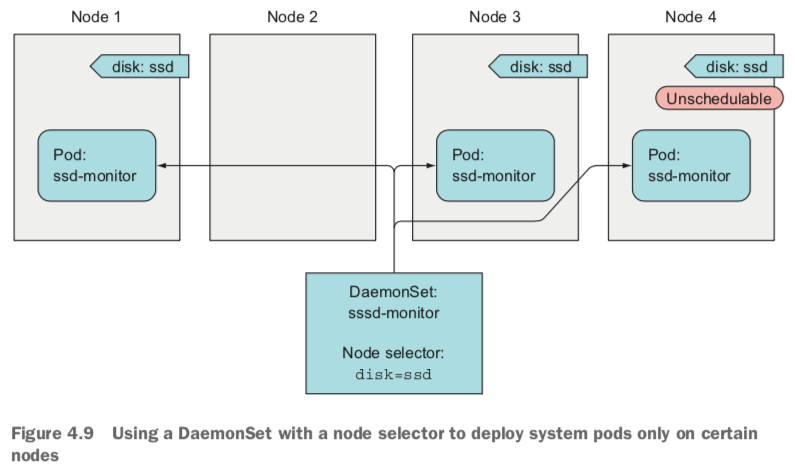 Node 1
Node 2
Node 3
Node 4
disk: ssd
disk: ssd
disk: ssd
Unschedulable
Pod:
ssd-monitor
Pod:
ssd-monitor
Pod:
ssd-monitor
DaemonSet:
sssd-monitor
Node selector:
disk=ssd
Figure 4.9 Using a DaemonSet with a node selector to deploy system pods only on certain
nodes